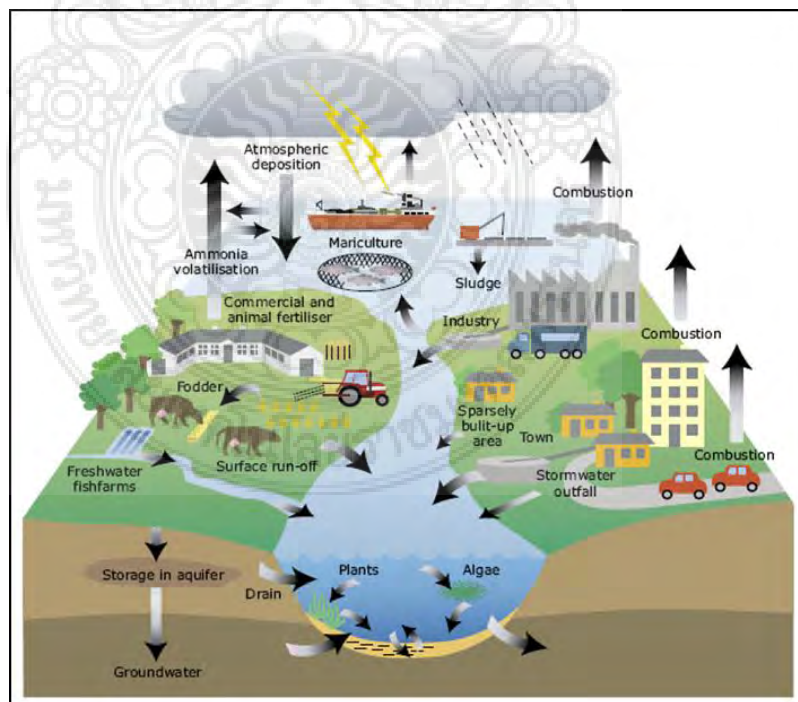 Atmospheric
deposition
Combustion
Mariculture
Ammonia
volatilisation
Sludge
Commercial and
animal fertiliser
Industry
Combustion
Fodder
Sparsely
bulit-up
area
Town
Combustion
Freshwater
fishfarms
Surface run-off
Stormwater
outfall
Plants
Algae
Storage in aquifer
Drain
Groundwater